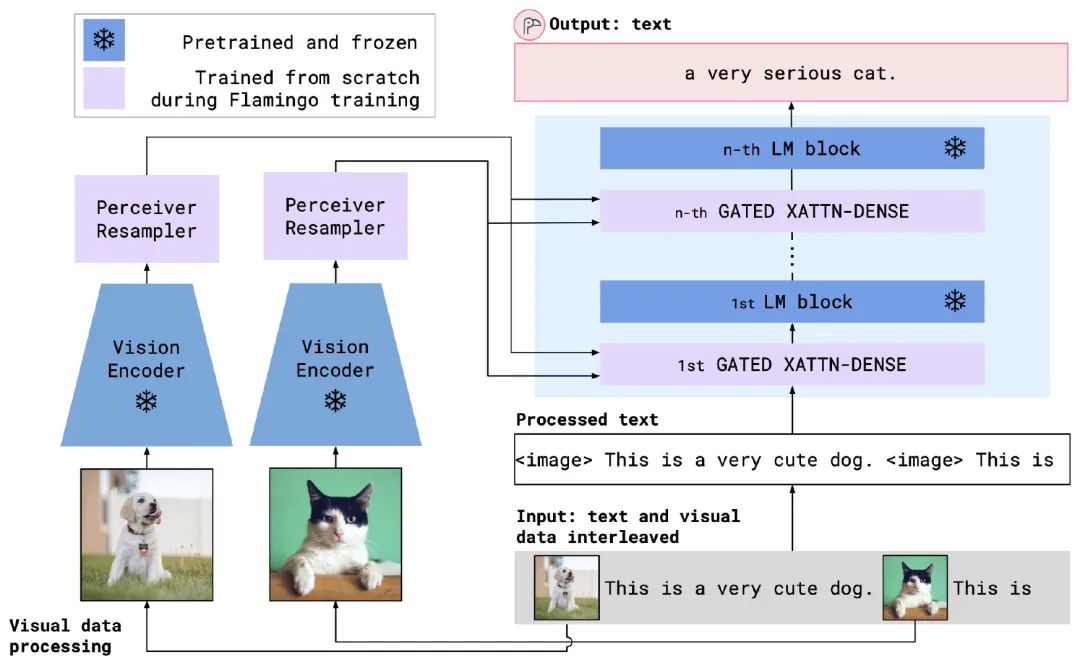 Pretrained and frozen
Trained from scratch
during Flamingo training
Output: text
a very serious cat.
n-th LM block
n-th GATED XATTN-DENSE
1st LM block
1st GATED XATTN-DENSE
Perceiver
Resampler
Perceiver
Resampler
Vision
Encoder
Vision
Encoder
Processed text
<image> This is a very cute dog. <image> This is
Input: text and visual
data interleaved
This is a very cute dog. This is
Visual data
processing